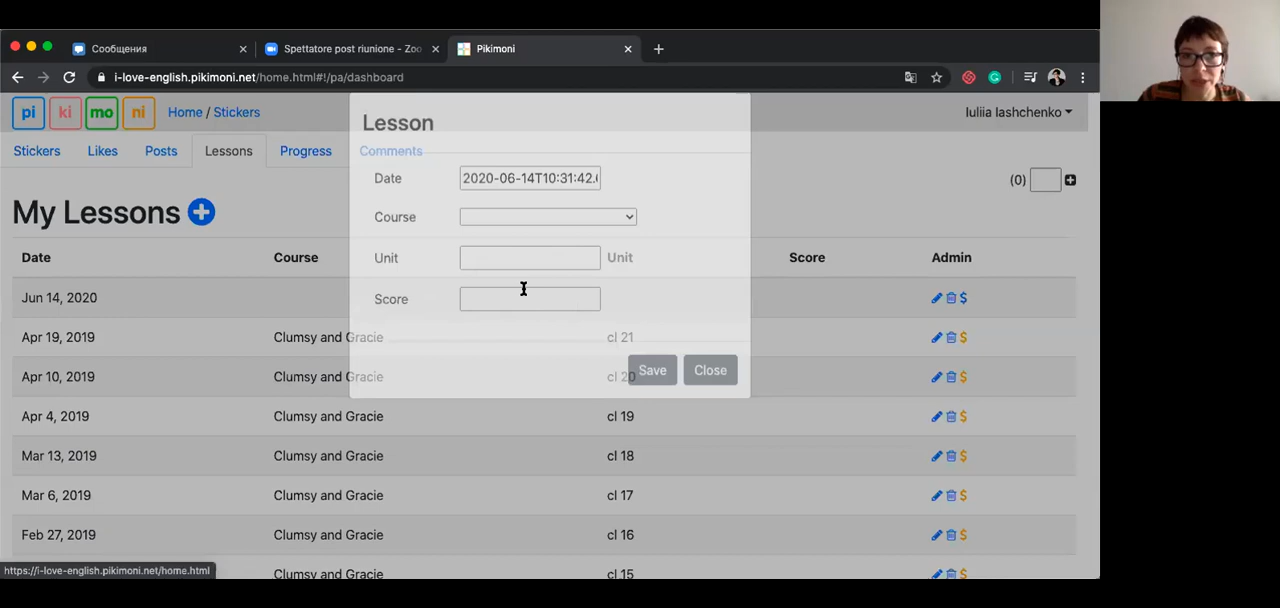 Сообщения
Spettatore post riunione - Zoo
Pikimoni
i-love-english.pikimoni.net/home.html#!/pa/dashboard
pi ki mo ni Home / Stickers
Iuliia Iashchenko
Stickers Likes Posts Lessons Progress Comments
(0)
My Lessons
Lesson
Date 2020-06-14T10:31:42.
Course
Unit Unit
Score
Save Close
Date Course Unit Score Admin
Jun 14, 2020
Apr 19, 2019 Clumsy and Gracie cl 21
Apr 10, 2019 Clumsy and Gracie cl 20
Apr 4, 2019 Clumsy and Gracie cl 19
Mar 13, 2019 Clumsy and Gracie cl 18
Mar 6, 2019 Clumsy and Gracie cl 17
Feb 27, 2019 Clumsy and Gracie cl 16
Clumsy and Gracie cl 15
https://i-love-english.pikimoni.net/home.html